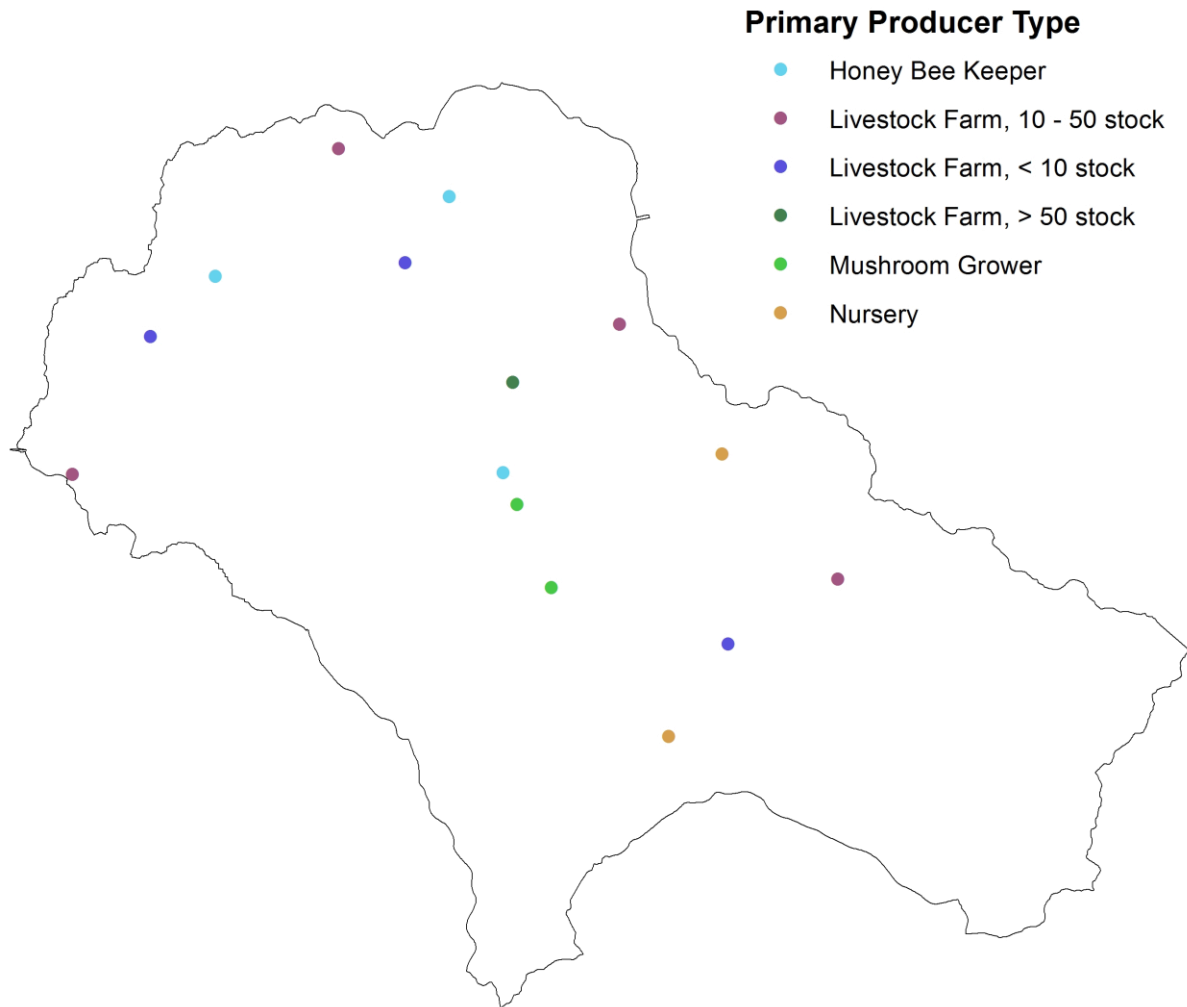 Primary Producer Type
Honey Bee Keeper
Livestock Farm, 10 - 50 stock
Livestock Farm, < 10 stock
Livestock Farm, > 50 stock
Mushroom Grower
Nursery